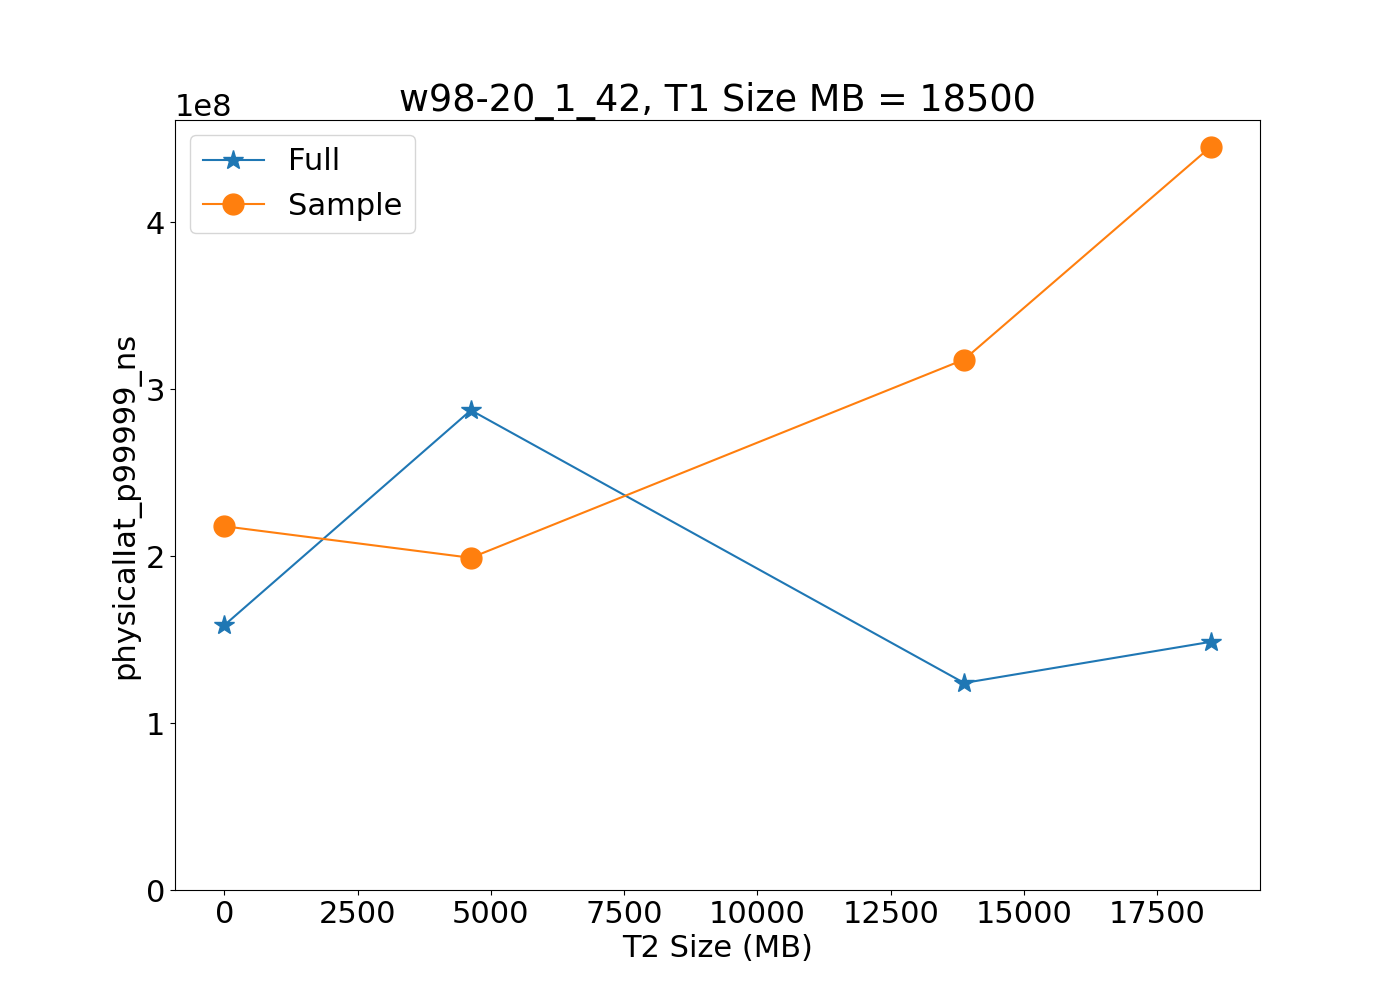 w98-20_1_42, T1 Size MB = 18500
1e8
Full
Sample
4
3
2
1
0
physicallat_p99999_ns
0 2500 5000 7500 10000 12500 15000 17500
T2 Size (MB)